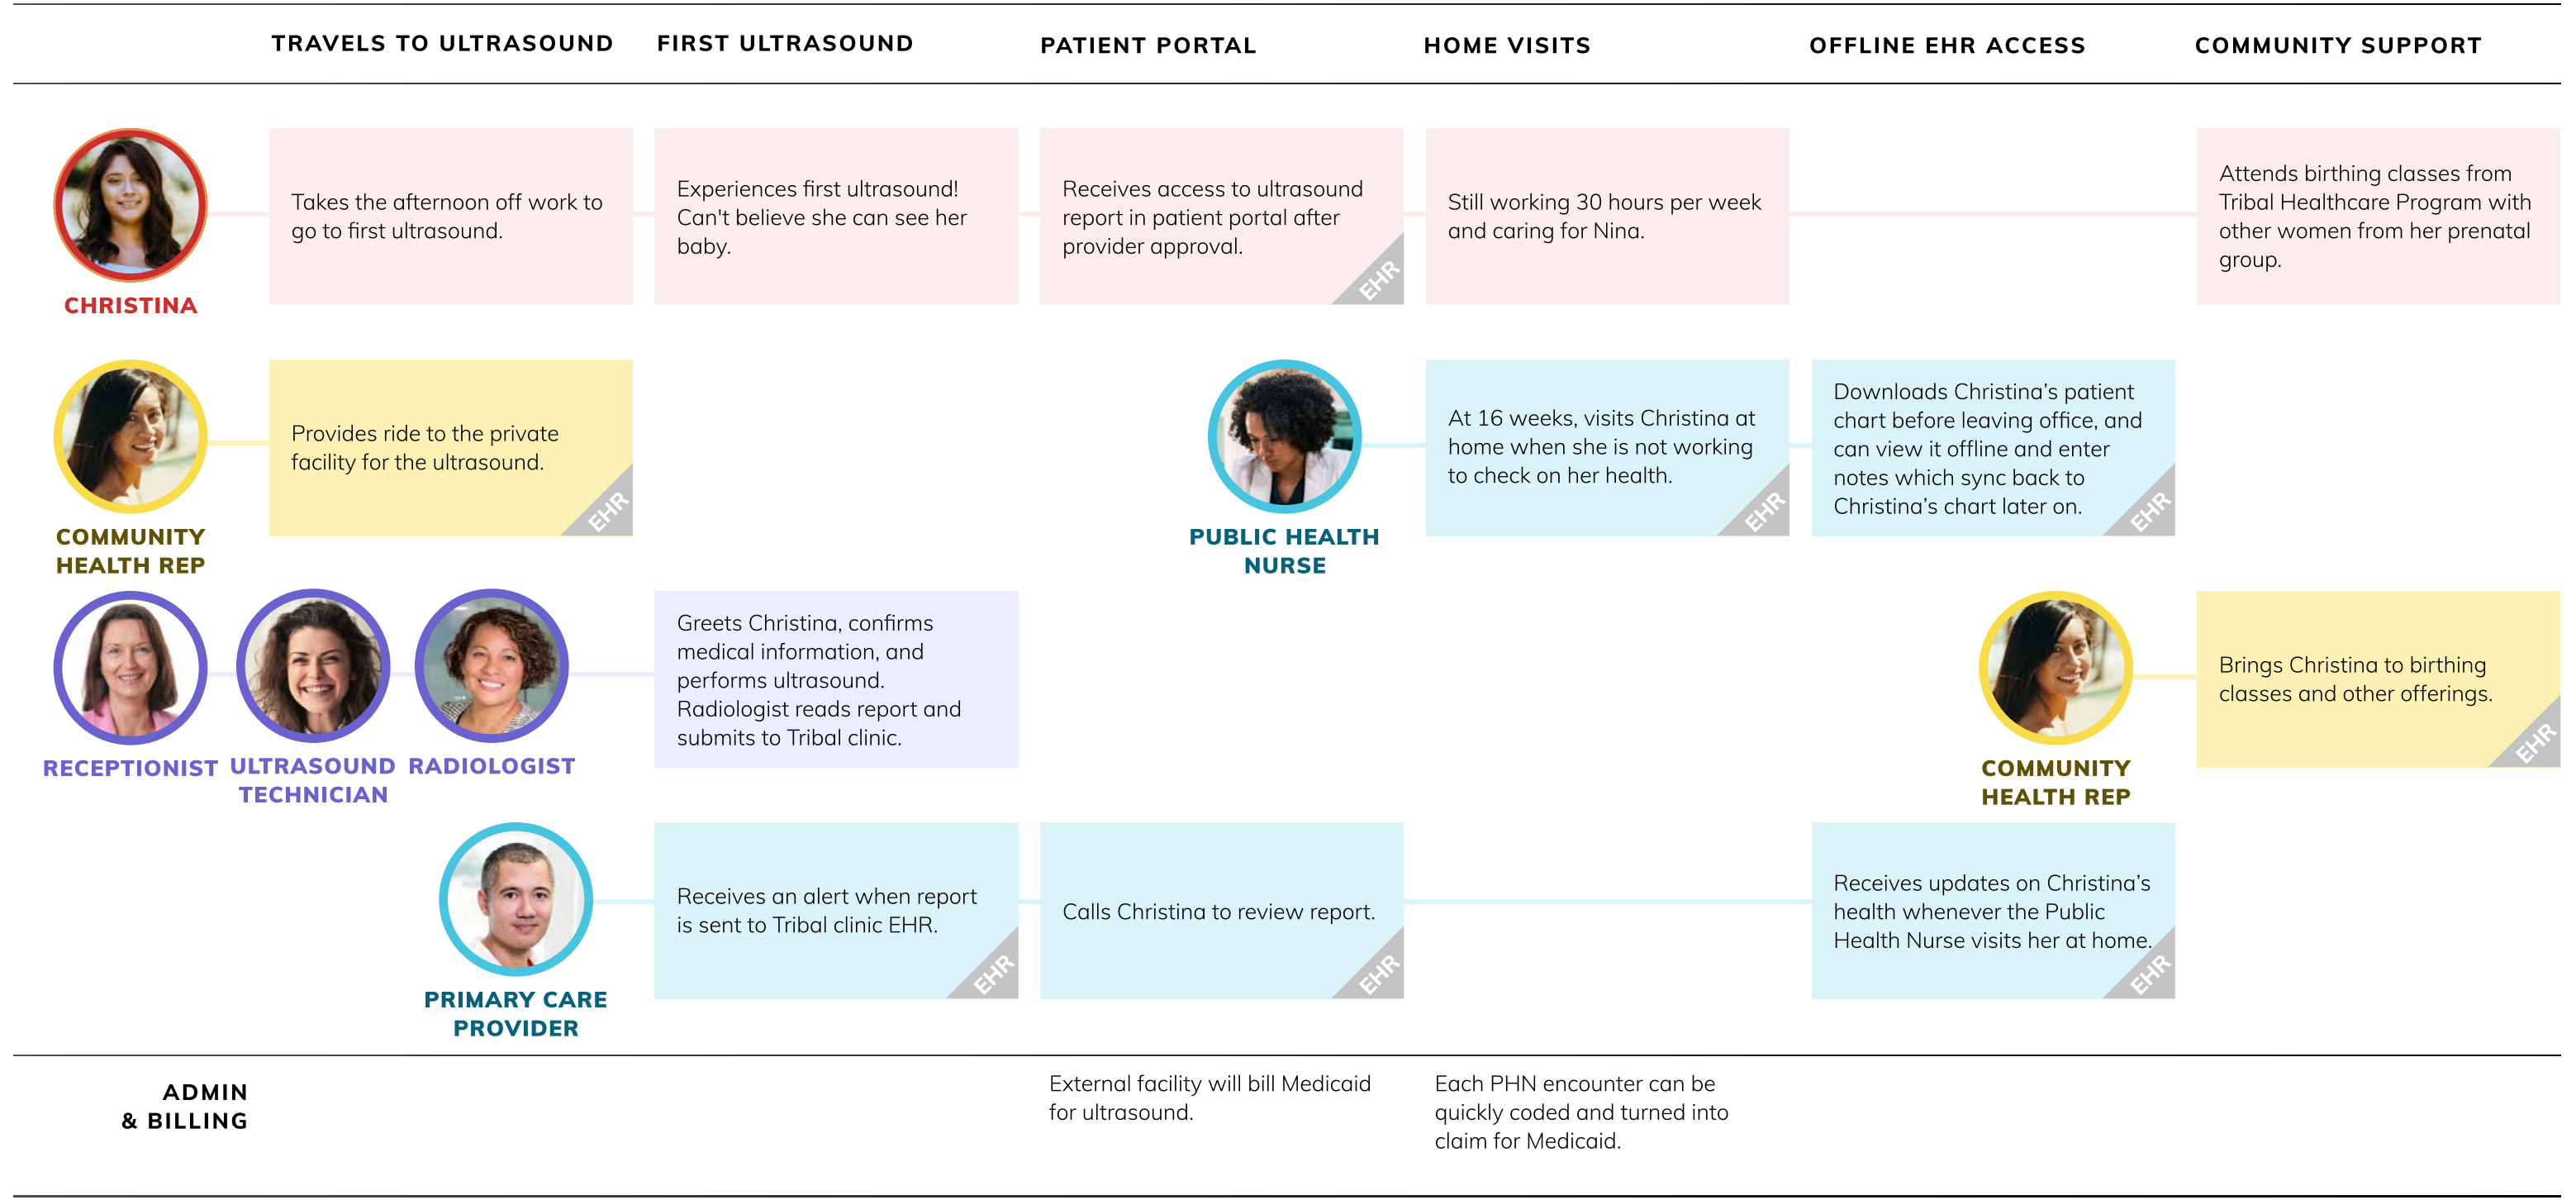 TRAVELS TO ULTRASOUND
FIRST ULTRASOUND
PATIENT PORTAL
HOME VISITS
OFFLINE EHR ACCESS
COMMUNITY SUPPORT
CHRISTINA
Takes the afternoon off work to
go to first ultrasound.
Experiences first ultrasound!
Can't believe she can see her
baby.
Receives access to ultrasound
report in patient portal after
provider approval.
EHR
Still working 30 hours per week
and caring for Nina.
Attends birthing classes from
Tribal Healthcare Program with
other women from her prenatal
group.
COMMUNITY
HEALTH REP
Provides ride to the private
facility for the ultrasound.
EHR
PUBLIC HEALTH
NURSE
At 16 weeks, visits Christina at
home when she is not working
to check on her health.
EHR
Downloads Christina’s patient
chart before leaving office, and
can view it offline and enter
notes which sync back to
Christina’s chart later on.
EHR
RECEPTIONIST
ULTRASOUND
TECHNICIAN
RADIOLOGIST
Greets Christina, confirms
medical information, and
performs ultrasound.
Radiologist reads report and
submits to Tribal clinic.
COMMUNITY
HEALTH REP
Brings Christina to birthing
classes and other offerings.
EHR
PRIMARY CARE
PROVIDER
Receives an alert when report
is sent to Tribal clinic EHR.
EHR
Calls Christina to review report.
EHR
Receives updates on Christina’s
health whenever the Public
Health Nurse visits her at home.
EHR
ADMIN
& BILLING
External facility will bill Medicaid
for ultrasound.
Each PHN encounter can be
quickly coded and turned into
claim for Medicaid.